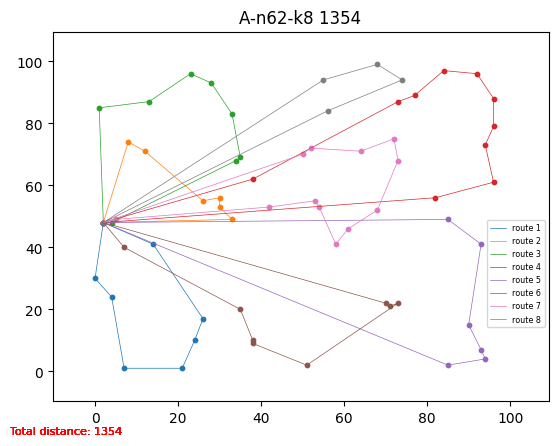 A-n62-k8 1354
100
80
60
40
20
0
0 20 40 60 80 100
route 1
route 2
route 3
route 4
route 5
route 6
route 7
route 8
Total distance: 1354